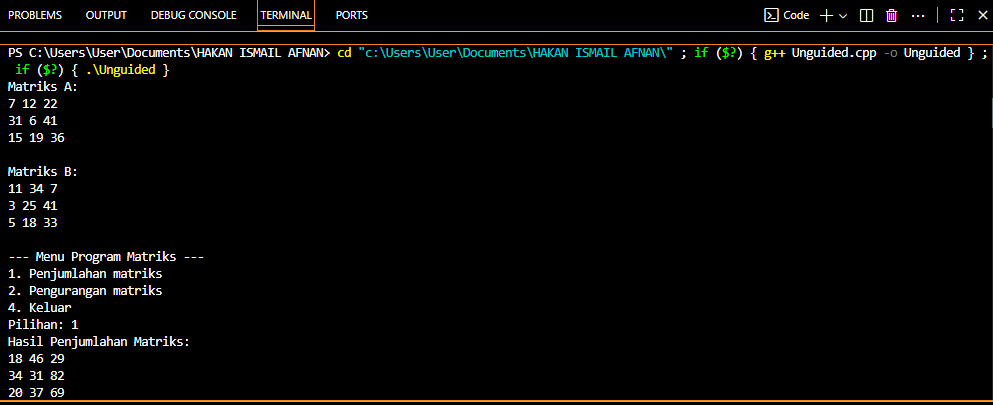 PROBLEMS OUTPUT DEBUG CONSOLE TERMINAL PORTS Code
PS C:\Users\User\Documents\HAKAN ISMAIL AFNAN> cd "c:\Users\User\Documents\HAKAN ISMAIL AFNAN\" ; if ($?) { g++ Unguided.cpp -o Unguided } ;
if ($?) { .\Unguided }
Matriks A:
7 12 22
31 6 41
15 19 36
Matriks B:
11 34 7
3 25 41
5 18 33
--- Menu Program Matriks ---
1. Penjumlahan matriks
2. Pengurangan matriks
4. Keluar
Pilihan: 1
Hasil Penjumlahan Matriks:
18 46 29
34 31 82
20 37 69